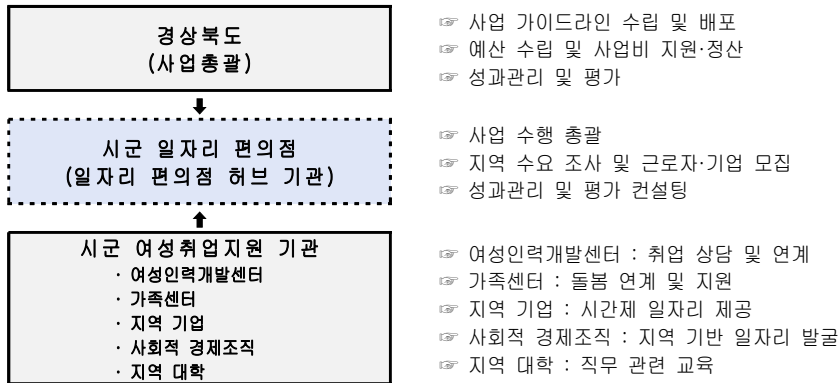 경상북도
(사업총괄)
☞ 사업 가이드라인 수립 및 배포
☞ 예산 수립 및 사업비 지원·정산
☞ 성과관리 및 평가
시군 일자리 편의점
(일자리 편의점 허브 기관)
☞ 사업 수행 총괄
☞ 지역 수요 조사 및 근로자·기업 모집
☞ 성과관리 및 평가 컨설팅
시군 여성취업지원 기관
· 여성인력개발센터
· 가족센터
· 지역 기업
· 사회적 경제조직
· 지역 대학
☞ 여성인력개발센터 : 취업 상담 및 연계
☞ 가족센터 : 돌봄 연계 및 지원
☞ 지역 기업 : 시간제 일자리 제공
☞ 사회적 경제조직 : 지역 기반 일자리 발굴
☞ 지역 대학 : 직무 관련 교육